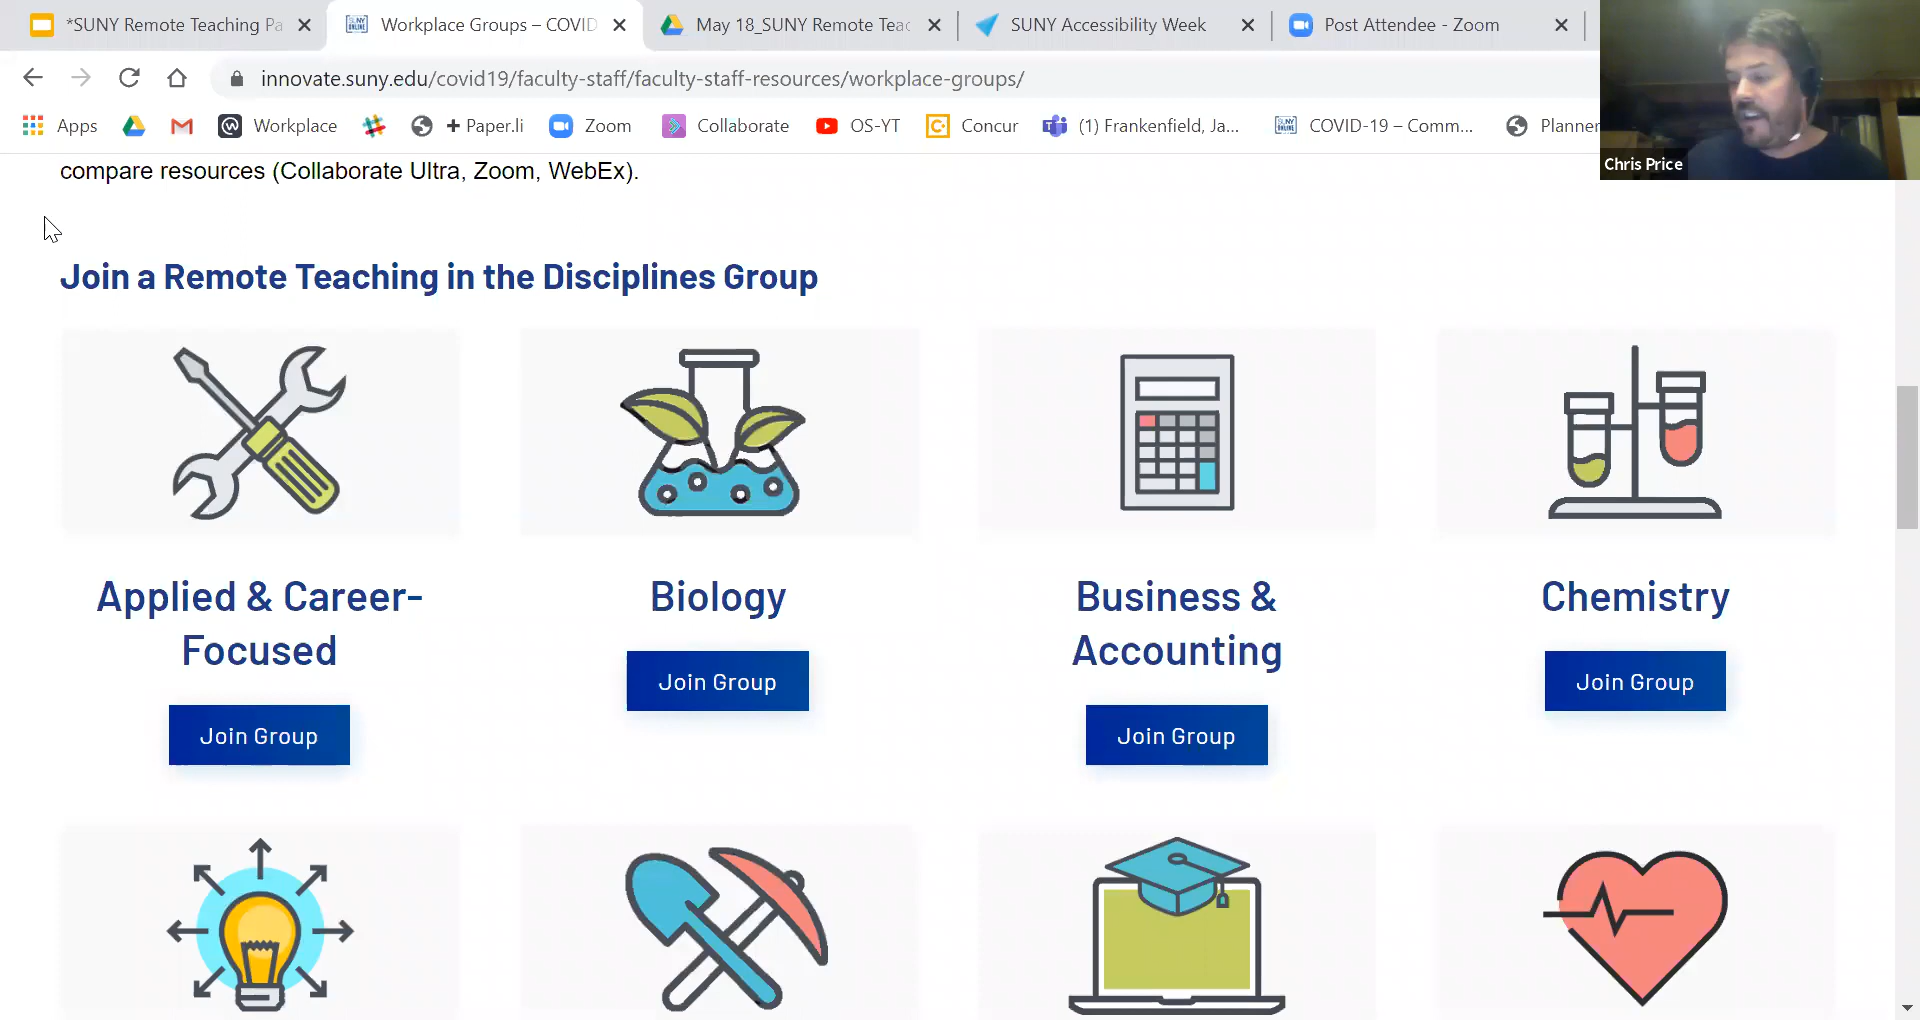 *SUNY Remote Teaching Pa
Workplace Groups – COVID
May 18_SUNY Remote Teac
SUNY Accessibility Week
Post Attendee - Zoom
innovate.suny.edu/covid19/faculty-staff/faculty-staff-resources/workplace-groups/
Apps
Workplace
+ Paper.li
Zoom
Collaborate
OS-YT
Concur
(1) Frankenfield, Ja...
COVID-19 – Comm...
Planner
Chris Price
compare resources (Collaborate Ultra, Zoom, WebEx).
Join a Remote Teaching in the Disciplines Group
Applied & Career-
Focused
Join Group
Biology
Join Group
Business &
Accounting
Join Group
Chemistry
Join Group